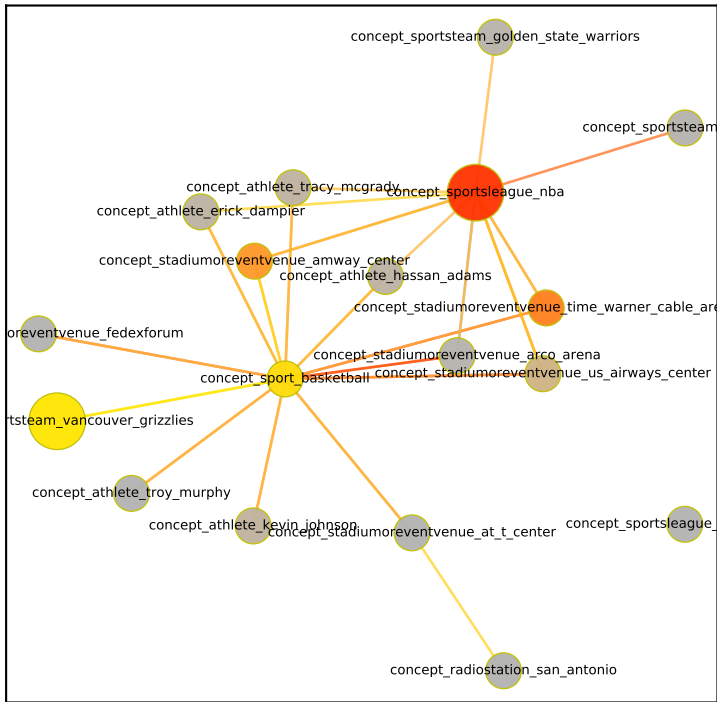 concept_sportsteam_golden_state_warriors
concept_sportsteam
concept_athlete_tracy_mcgrady
concept_sportsleague_nba
concept_athlete_erick_dampier
concept_stadiumoreventvenue_amway_center
concept_athlete_hassan_adams
concept_stadiumoreventvenue_time_warner_cable_are
oreventvenue_fedexforum
concept_stadiumoreventvenue_arco_arena
concept_stadiumoreventvenue_us_airways_center
concept_sport_basketball
rtsteam_vancouver_grizzlies
concept_athlete_troy_murphy
concept_athlete_kevin_johnson
concept_stadiumoreventvenue_at_t_center
concept_sportsleague_
concept_radiostation_san_antonio